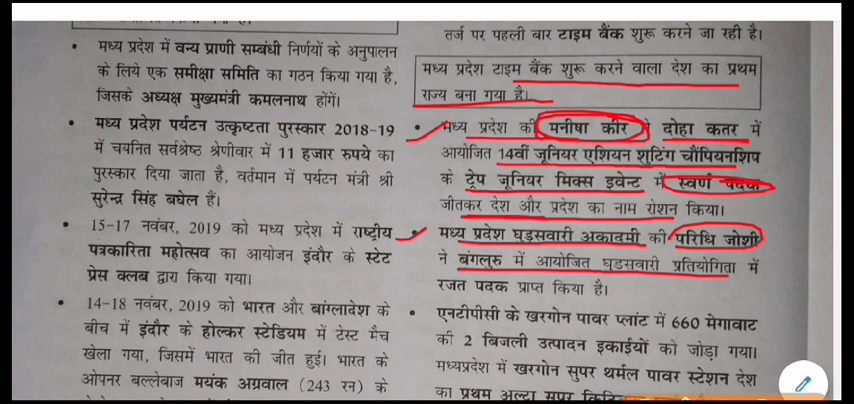 मध्य प्रदेश में वन्य प्राणी सम्बंधी निर्णयों के अनुपालन
के लिये एक समीक्षा समिति का गठन किया गया है,
जिसके अध्यक्ष मुख्यमंत्री कमलनाथ होंगें।
मध्य प्रदेश पर्यटन उत्कृष्टता पुरस्कार 2018-19
में चयनित सर्वश्रेष्ठ श्रेणीवार में 11 हजार रुपये का
पुरस्कार दिया जाता है, वर्तमान में पर्यटन मंत्री श्री
सुरेन्द्र सिंह बघेल हैं।
15-17 नवंबर, 2019 को मध्य प्रदेश में राष्ट्रीय
पत्रकारिता महोत्सव का आयोजन इंदौर के स्टेट
प्रेस क्लब द्वारा किया गया।
14-18 नवंबर, 2019 को भारत और बांग्लादेश के
बीच में इंदौर के होल्कर स्टेडियम में टेस्ट मैच
खेला गया, जिसमें भारत की जीत हुई। भारत के
ओपनर बल्लेबाज मयंक अग्रवाल (243 रन) के
तर्ज पर पहली बार टाइम बैंक शुरू करने जा रही है।
मध्य प्रदेश टाइम बैंक शुरू करने वाला देश का प्रथम
राज्य बना गया है।
मध्य प्रदेश की मनीषा कीर ने दोहा कतर में
आयोजित 14वीं जूनियर एशियन शूटिंग चौंपियनशिप
के ट्रेप जूनियर मिक्स इवेन्ट में स्वर्ण पदक
जीतकर देश और प्रदेश का नाम रोशन किया।
मध्य प्रदेश घुड़सवारी अकादमी की परिधि जोशी
ने बंगलुरु में आयोजित घुड़सवारी प्रतियोगिता में
रजत पदक प्राप्त किया है।
एनटीपीसी के खरगोन पावर प्लांट में 660 मेगावाट
की 2 बिजली उत्पादन इकाईयों को जोड़ा गया।
मध्यप्रदेश में खरगोन सुपर थर्मल पावर स्टेशन देश
का प्रथम अल्ट्रा सुपर